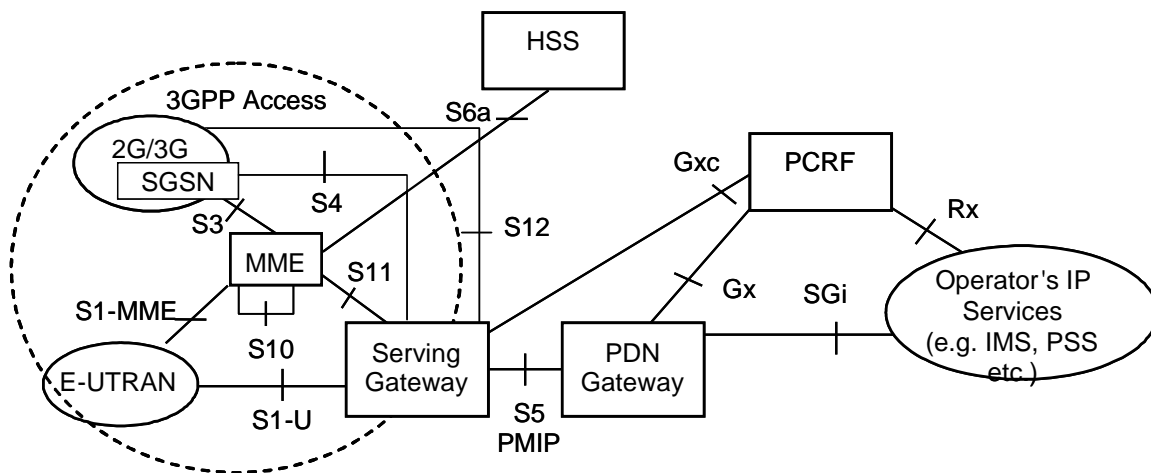 HSS
3GPP Access
S6a
2G/3G
SGSN
S4
S3
Gxc
PCRF
Rx
S12
MME
S11
S1-MME
S10
Gx
SGi
Operator's IP
Services
(e.g. IMS, PSS
etc.)
Serving
Gateway
PDN
Gateway
E-UTRAN
S1-U
S5
PMIP